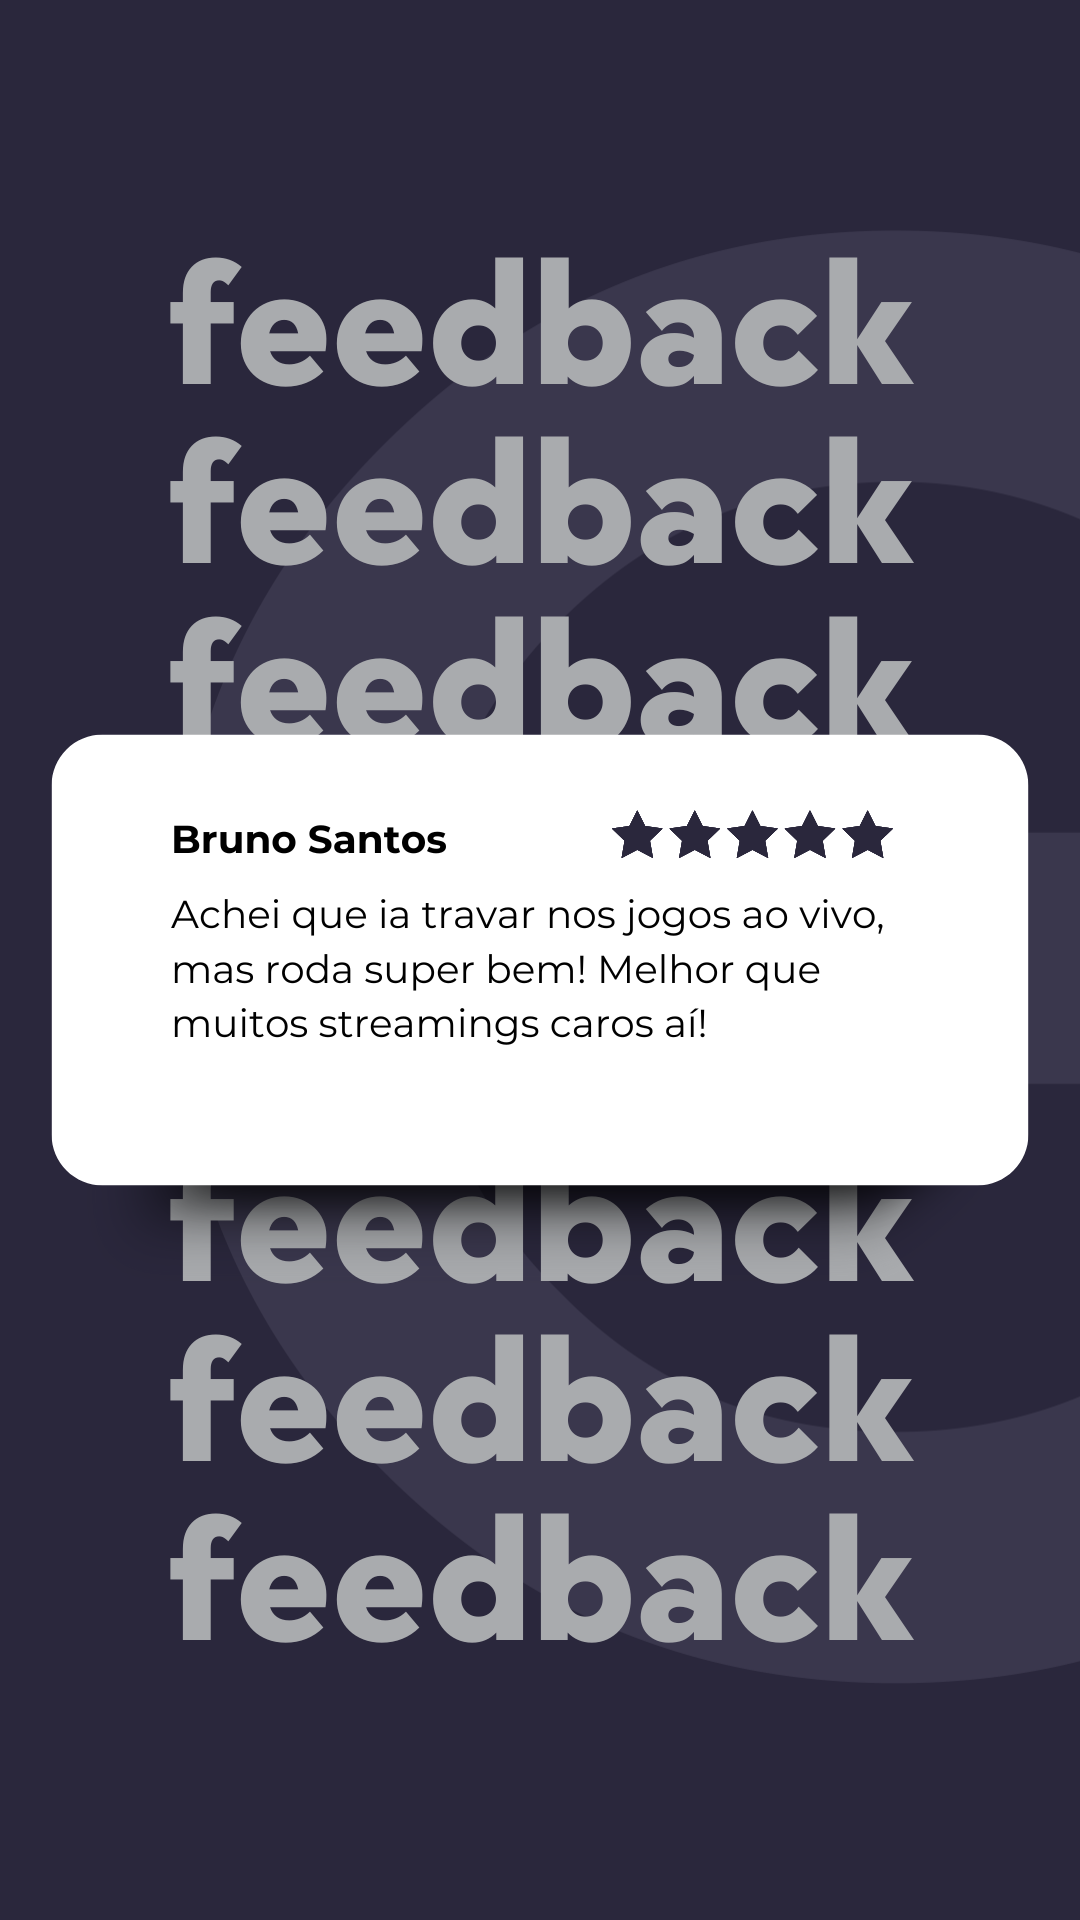 feedback
feedback
feedback
Bruno Santos
Achei que ia travar nos jogos ao vivo,
mas roda super bem! Melhor que
muitos streamings caros aí!
feedback
feedback
feedback